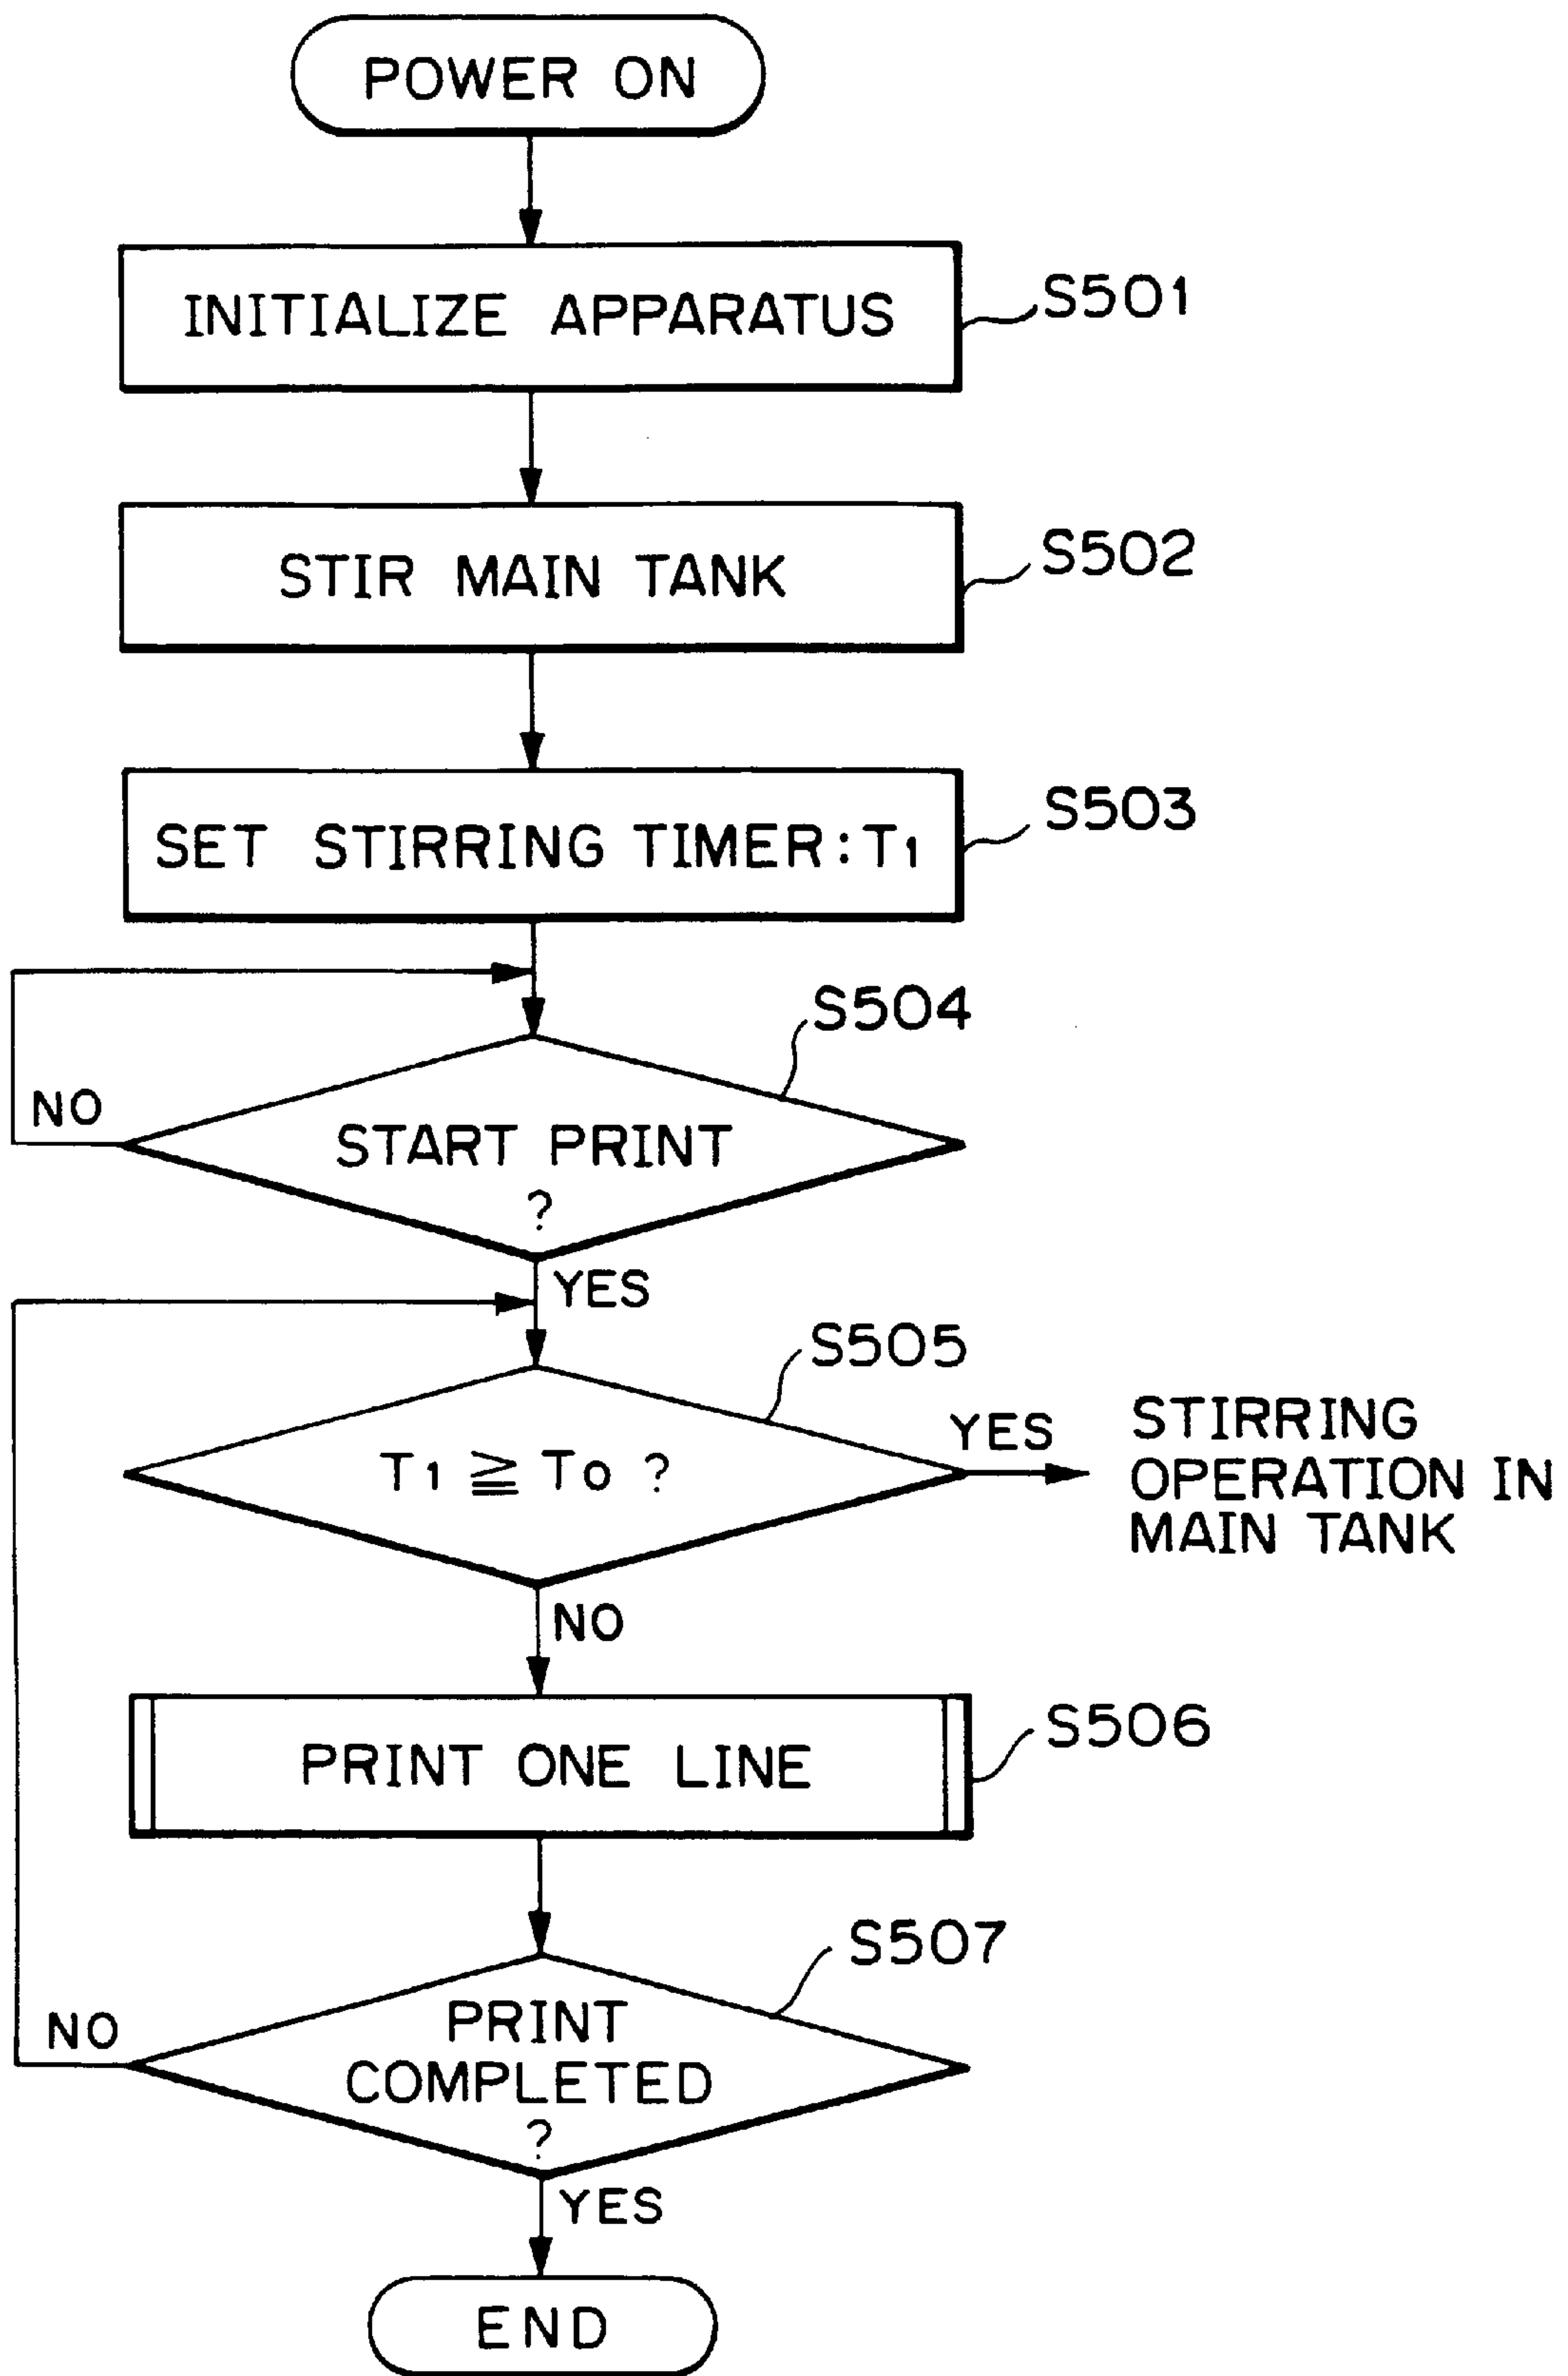 POWER ON
INITIALIZE APPARATUS
S501
STIR MAIN TANK
S502
SET STIRRING TIMER:T1
S503
S504
NO
START PRINT
?
YES
S505
T1 ≧ To ?
YES
STIRRING
OPERATION IN
MAIN TANK
NO
PRINT ONE LINE
S506
S507
NO
PRINT
COMPLETED
?
YES
END